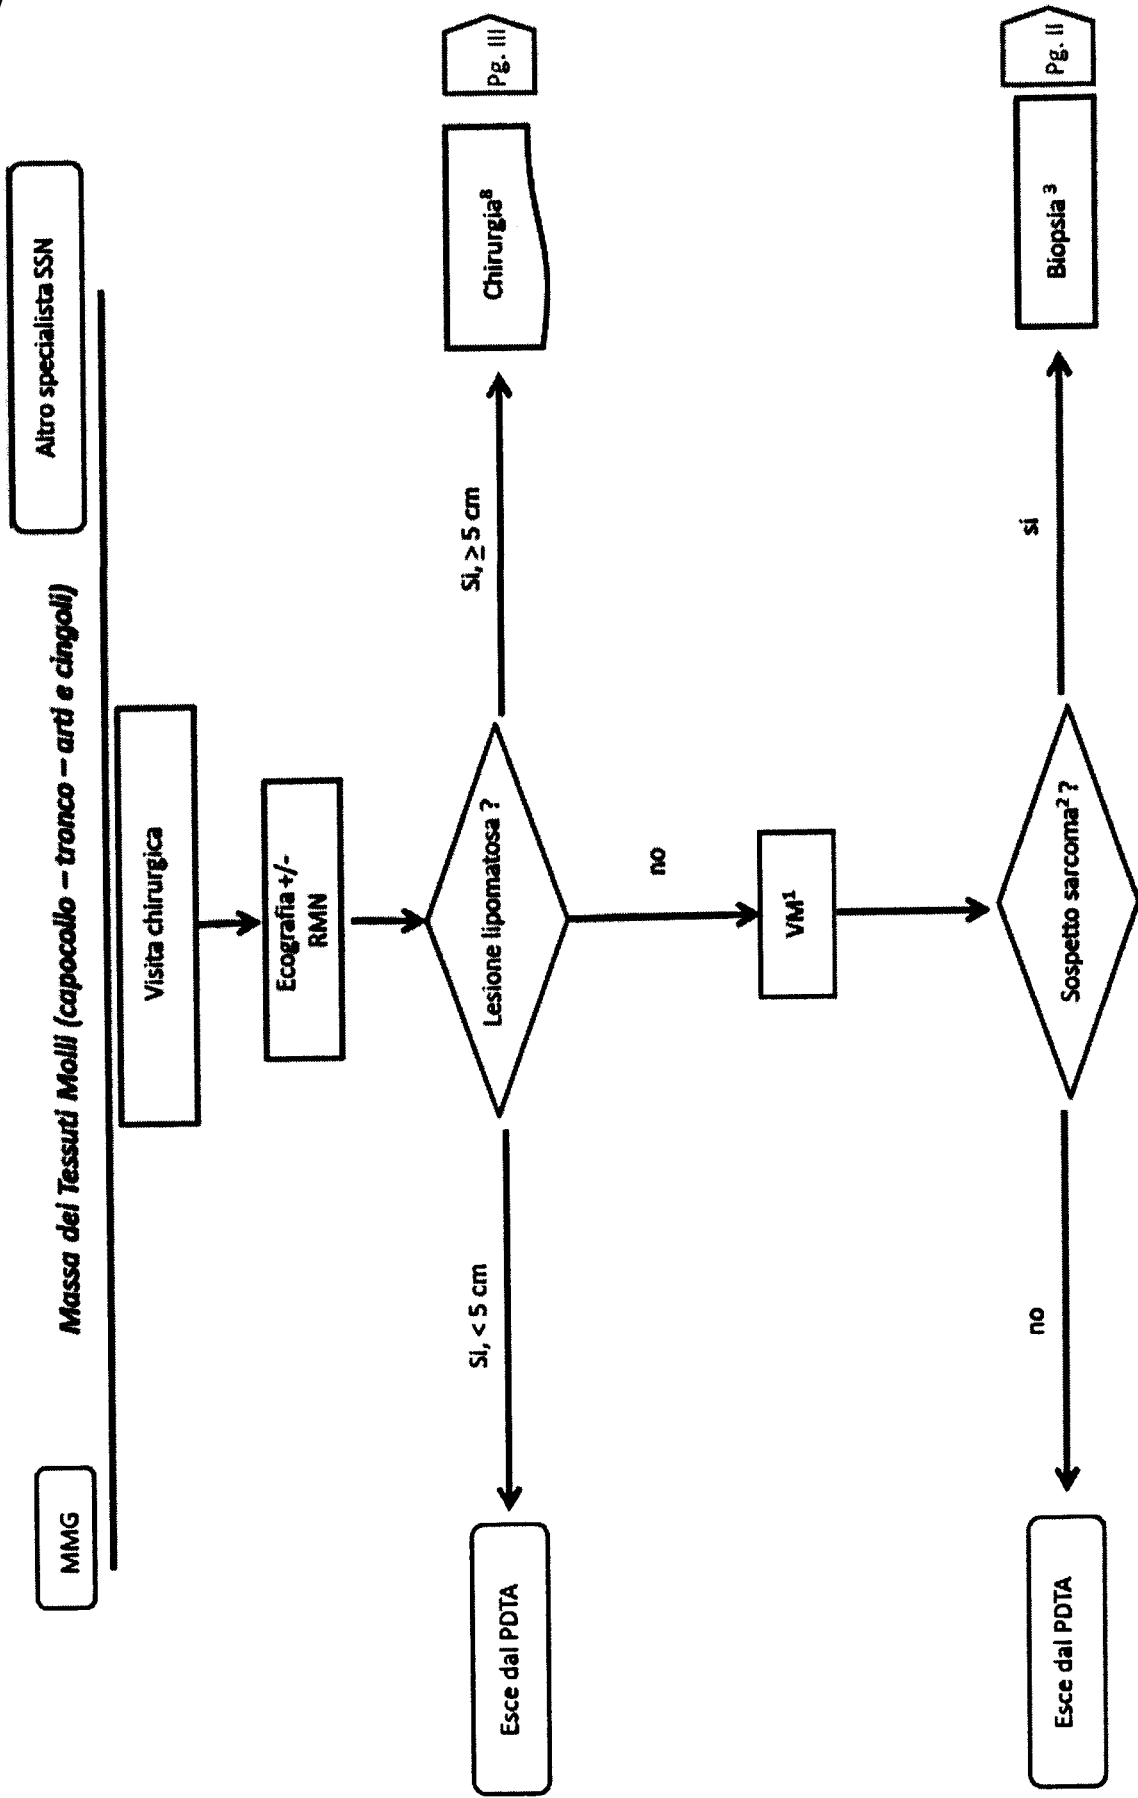 MMG
Massa dei Tessuti Molli (capocollo – tronco – arti e cingoli)
Altro specialista SSN
Visita chirurgica
Ecografia +/-
RMN
Lesione lipomatosa ?
Si, < 5 cm
Esce dal PDTA
Si, ≥ 5 cm
Chirurgia⁸
Pg. III
no
VM¹
Sospetto sarcoma² ?
no
Esce dal PDTA
si
Biopsia ³
Pg. II